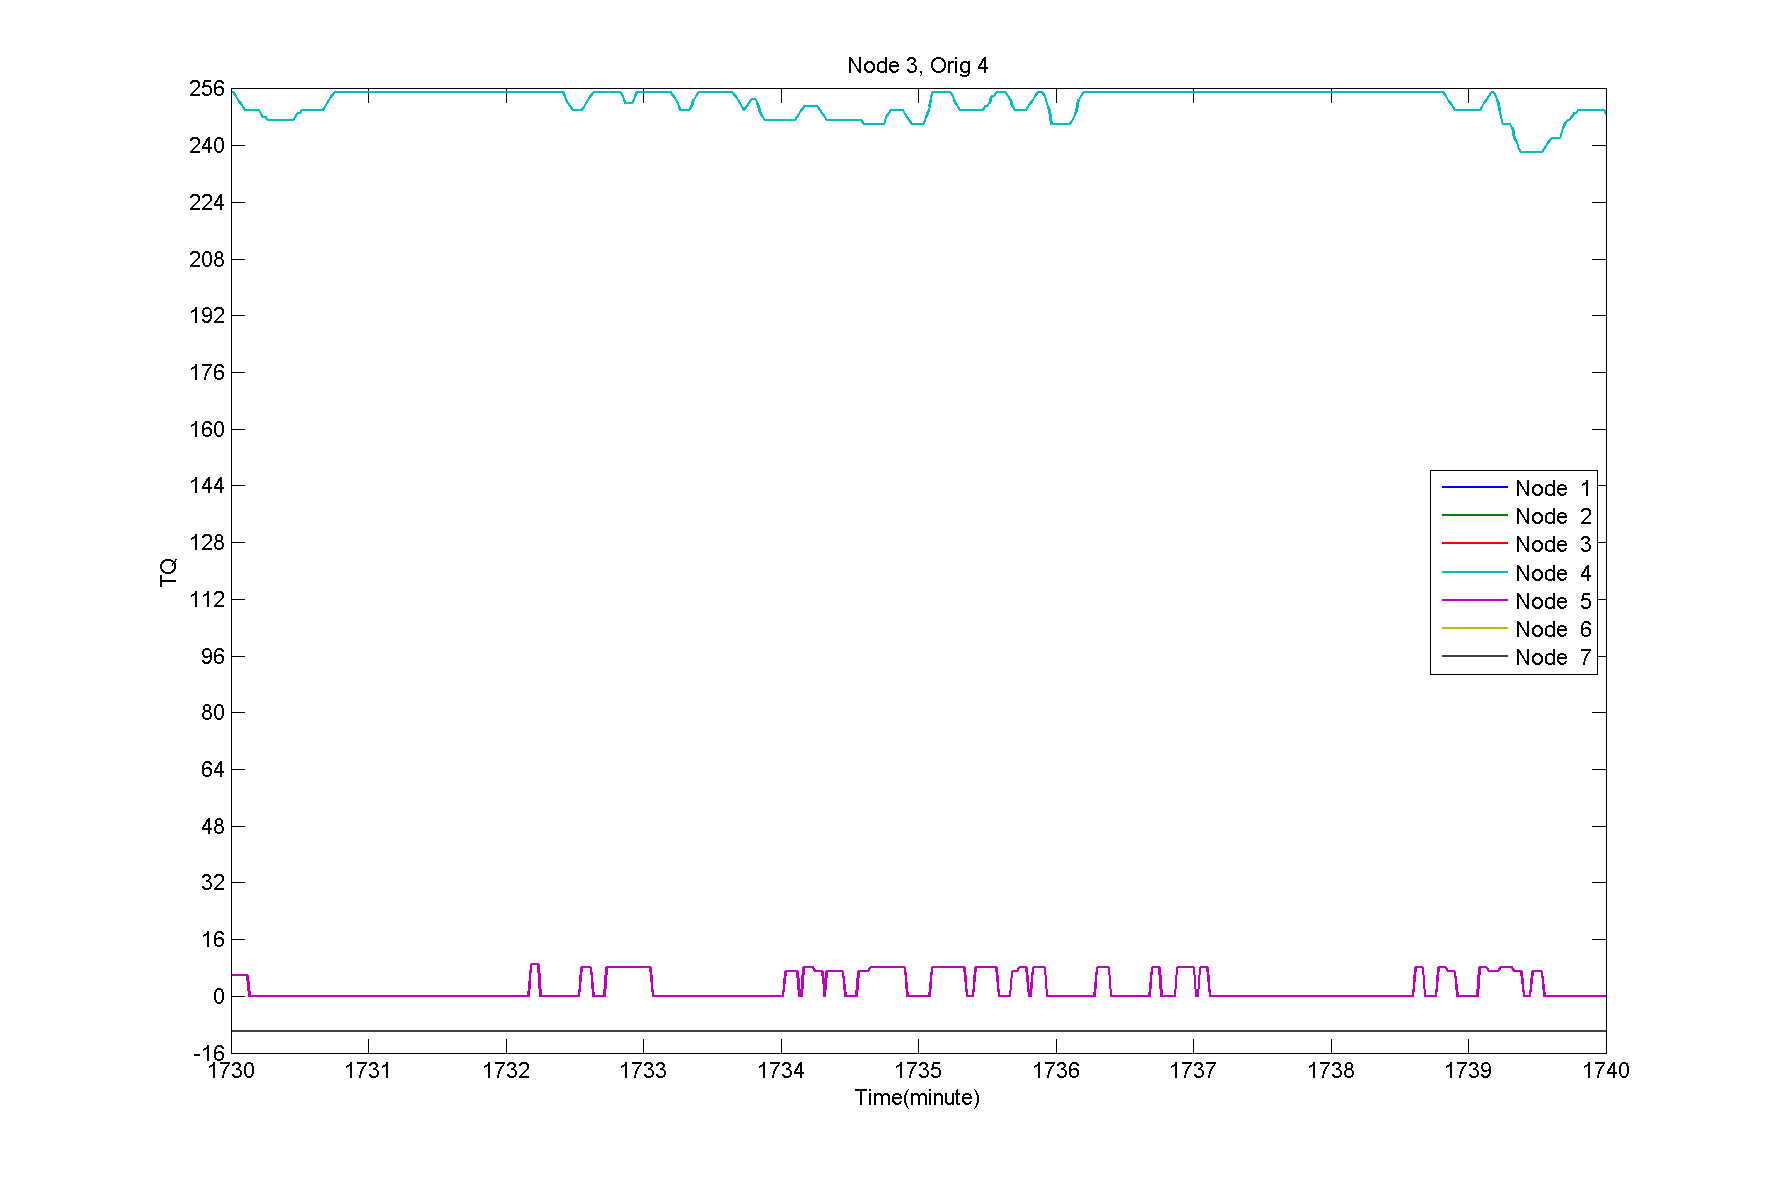 Node 3, Orig 4
256
240
224
208
192
176
160
144
128
112
96
80
64
48
32
16
0
-16
TQ
Node 1
Node 2
Node 3
Node 4
Node 5
Node 6
Node 7
1730 1731 1732 1733 1734 1735 1736 1737 1738 1739 1740
Time(minute)